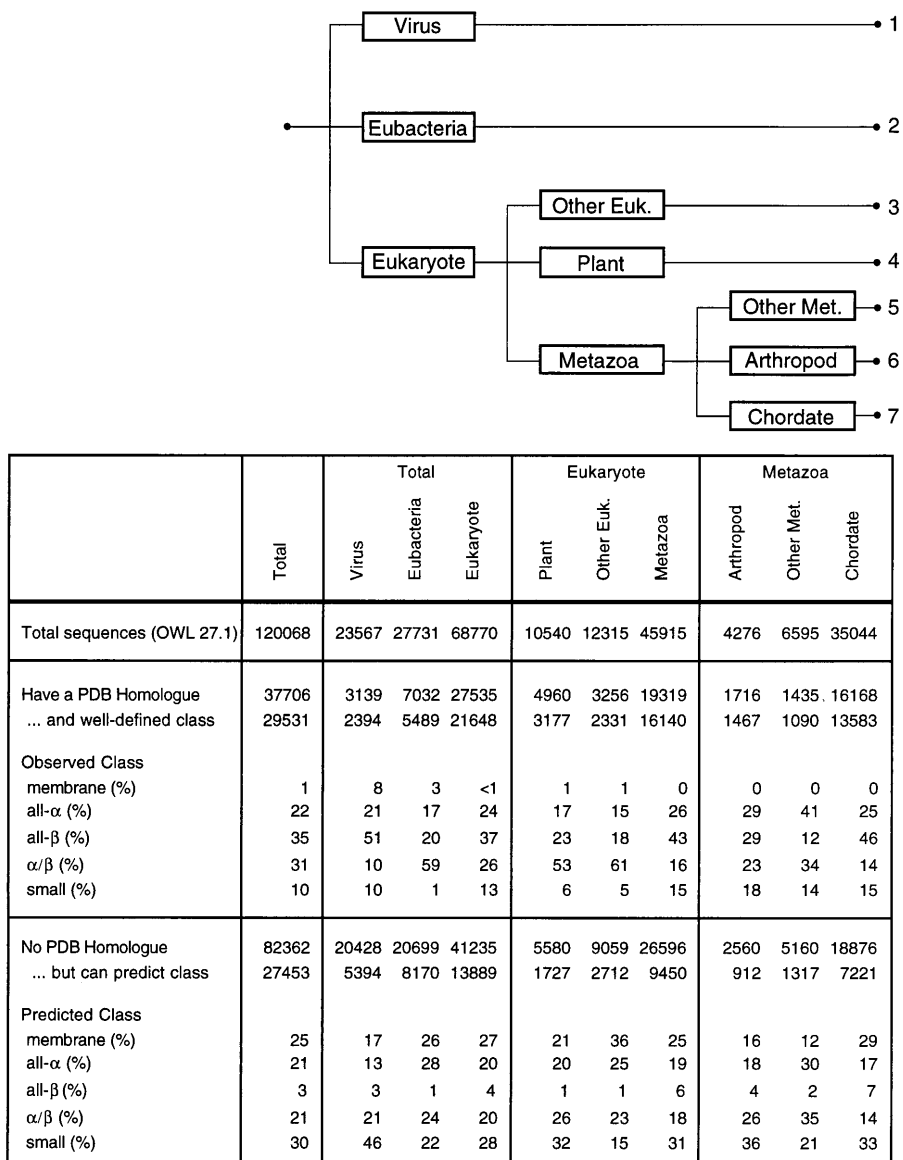 Virus 1
Eubacteria 2
Other Euk. 3
Eukaryote Plant 4
Other Met. 5
Metazoa Arthropod 6
Chordate 7
Total Eukaryote Metazoa
Total Virus Eubacteria Eukaryote Plant Other Euk. Metazoa Arthropod Other Met. Chordate
Total sequences (OWL 27.1) 120068 23567 27731 68770 10540 12315 45915 4276 6595 35044
Have a PDB Homologue 37706 3139 7032 27535 4960 3256 19319 1716 1435 16168
... and well-defined class 29531 2394 5489 21648 3177 2331 16140 1467 1090 13583
Observed Class
membrane (%) 1 8 3 <1 1 1 0 0 0 0
all-α (%) 22 21 17 24 17 15 26 29 41 25
all-β (%) 35 51 20 37 23 18 43 29 12 46
α/β (%) 31 10 59 26 53 61 16 23 34 14
small (%) 10 10 1 13 6 5 15 18 14 15
No PDB Homologue 82362 20428 20699 41235 5580 9059 26596 2560 5160 18876
... but can predict class 27453 5394 8170 13889 1727 2712 9450 912 1317 7221
Predicted Class
membrane (%) 25 17 26 27 21 36 25 16 12 29
all-α (%) 21 13 28 20 20 25 19 18 30 17
all-β (%) 3 3 1 4 1 1 6 4 2 7
α/β (%) 21 21 24 20 26 23 18 26 35 14
small (%) 30 46 22 28 32 15 31 36 21 33